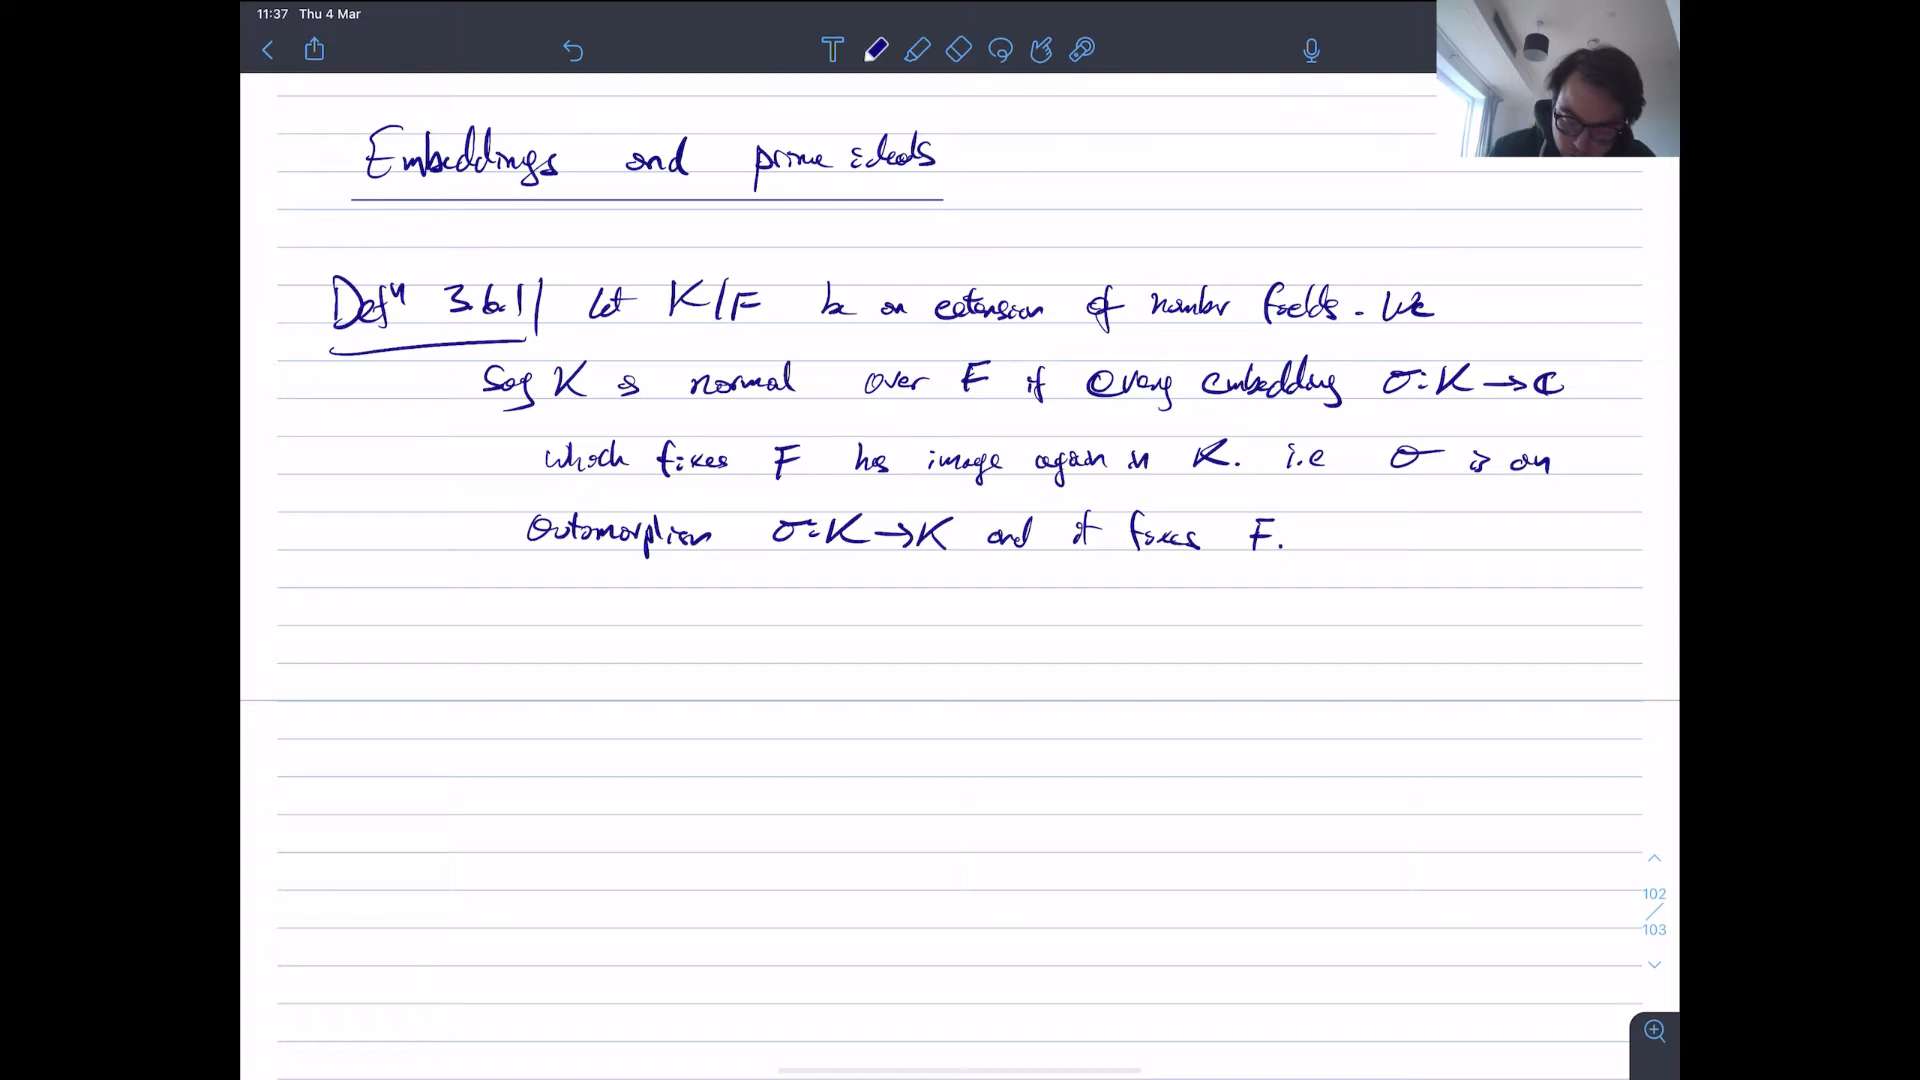 11:37 Thu 4 Mar
Embeddings and prime ideals
Defⁿ 3.6.1 | Let K/F be an extension of number fields. We
say K is normal over F if every embedding σ: K → ℂ
which fixes F has image again in K. i.e σ is an
automorphism σ: K → K and it fixes F.
102
103